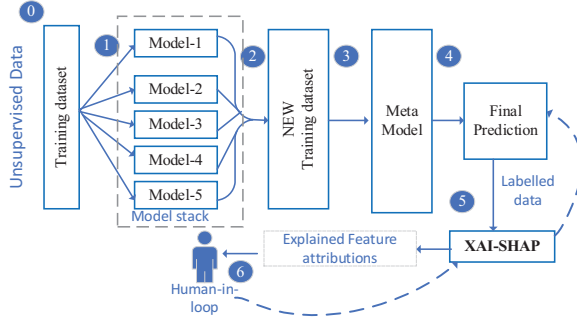 0
Unsupervised Data
Training dataset
1
Model-1
Model-2
Model-3
Model-4
Model-5
Model stack
2
NEW
Training dataset
3
Meta
Model
4
Final
Prediction
Labelled
data
5
XAI-SHAP
Explained Feature
attributions
6
Human-in-
loop